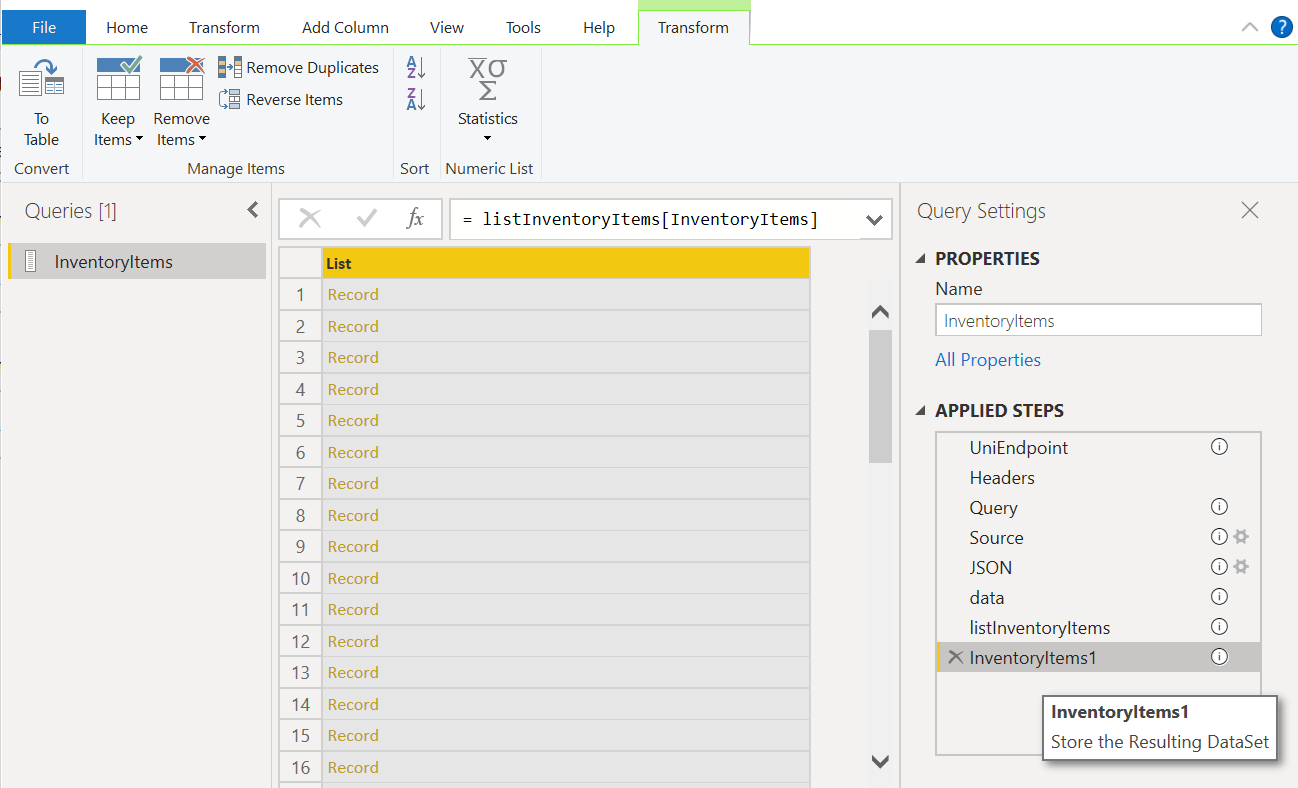 File Home Transform Add Column View Tools Help Transform
?
Remove Duplicates
Reverse Items
To Table
Keep Items
Remove Items
A Z
Z A
X̅σ
Σ
Statistics
Convert Manage Items Sort Numeric List
Queries [1]
fx = listInventoryItems[InventoryItems]
Query Settings
InventoryItems
List
1 Record
2 Record
3 Record
4 Record
5 Record
6 Record
7 Record
8 Record
9 Record
10 Record
11 Record
12 Record
13 Record
14 Record
15 Record
16 Record
PROPERTIES
Name
InventoryItems
All Properties
APPLIED STEPS
UniEndpoint
Headers
Query
Source
JSON
data
listInventoryItems
InventoryItems1
InventoryItems1
Store the Resulting DataSet